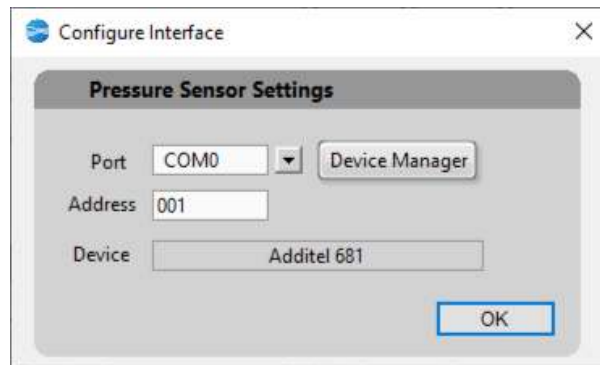 Configure Interface
Pressure Sensor Settings
Port COM0 Device Manager
Address 001
Device Additel 681
OK